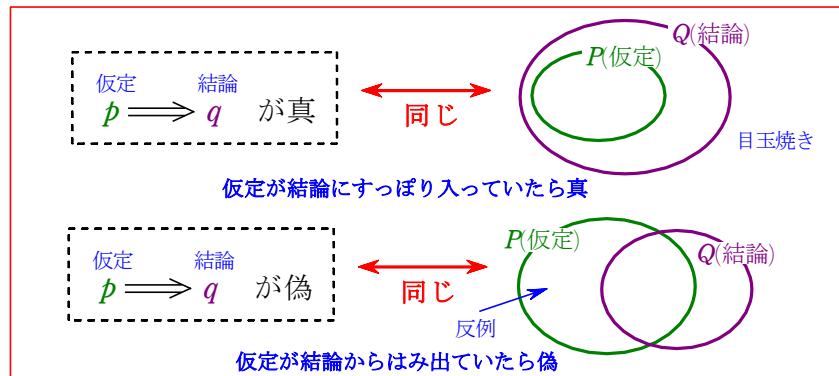 Q(結論)
P(仮定)
仮定 結論
p ⟹ q が真
同じ
目玉焼き
仮定が結論にすっぽり入っていたら真
P(仮定)
Q(結論)
仮定 結論
p ⟹ q が偽
同じ
反例
仮定が結論からはみ出ていたら偽